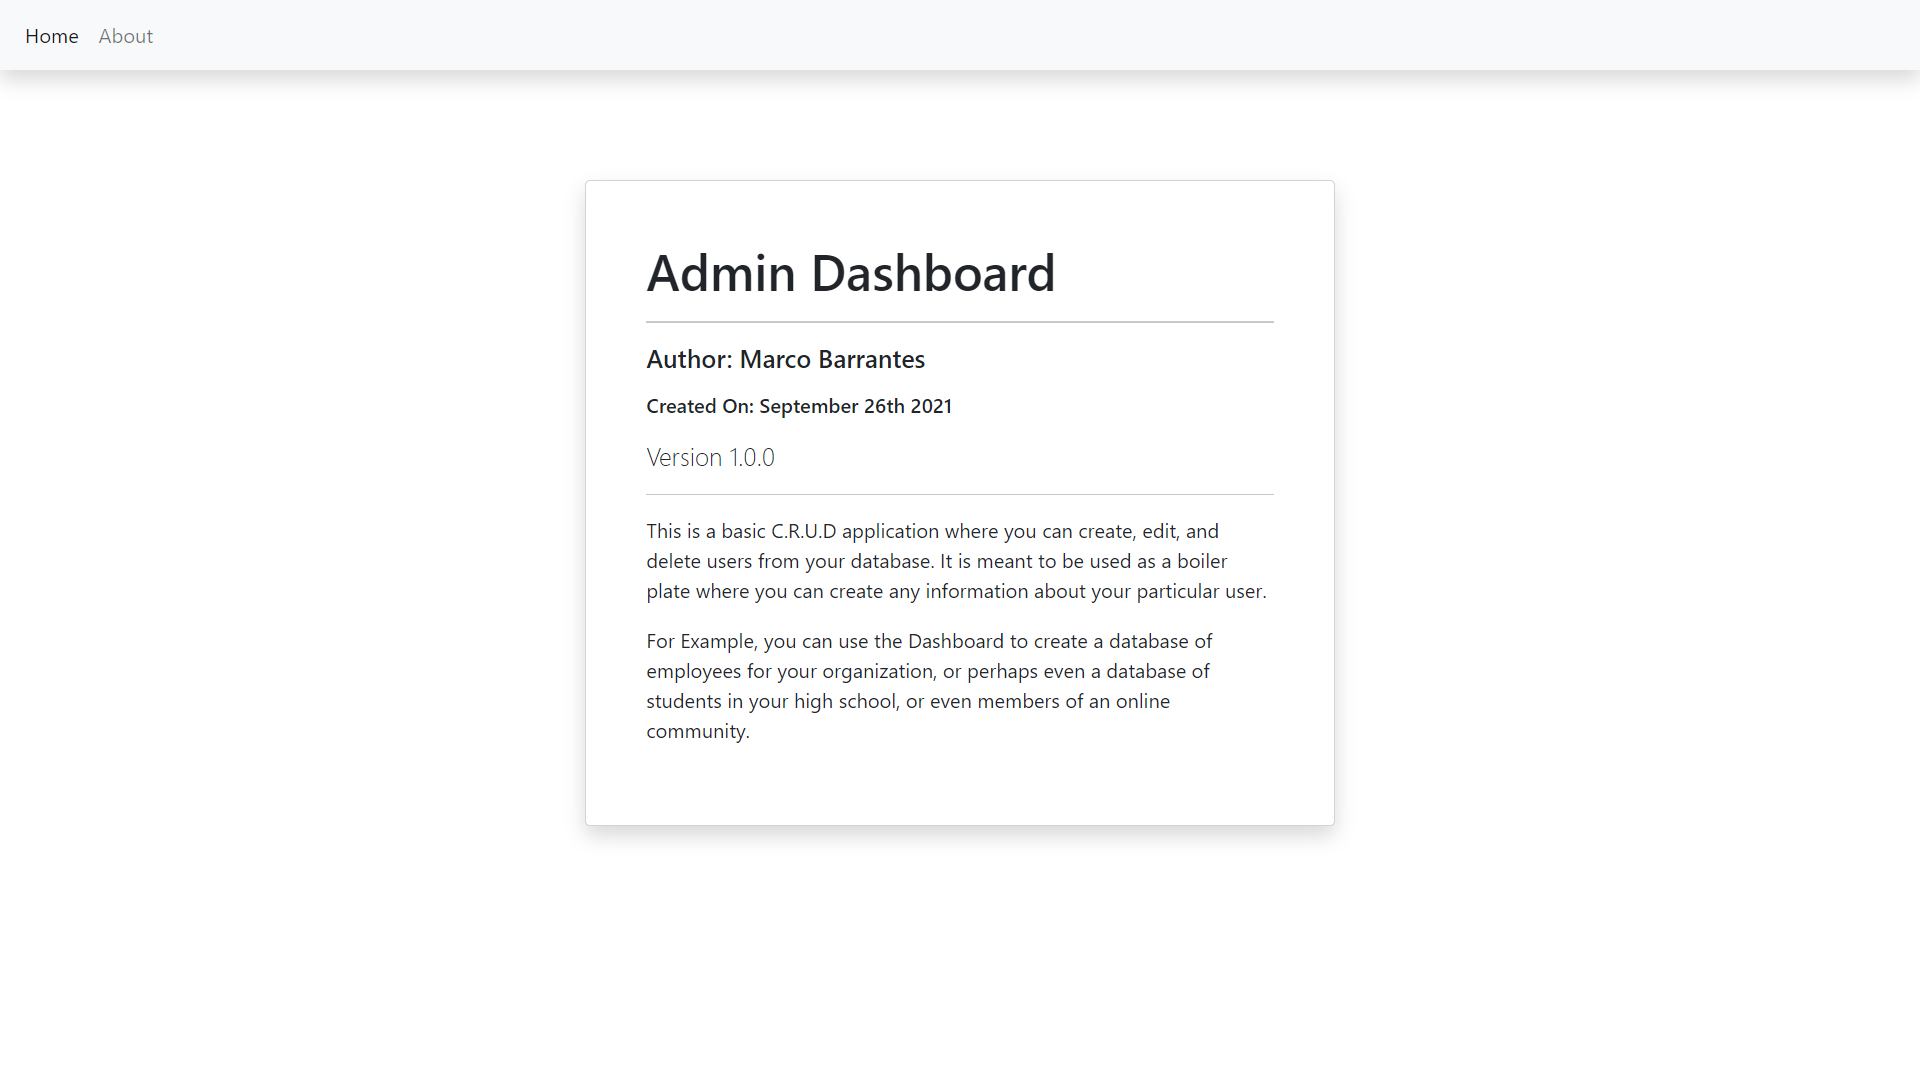 Home About
Admin Dashboard
Author: Marco Barrantes
Created On: September 26th 2021
Version 1.0.0
This is a basic C.R.U.D application where you can create, edit, and
delete users from your database. It is meant to be used as a boiler
plate where you can create any information about your particular user.
For Example, you can use the Dashboard to create a database of
employees for your organization, or perhaps even a database of
students in your high school, or even members of an online
community.